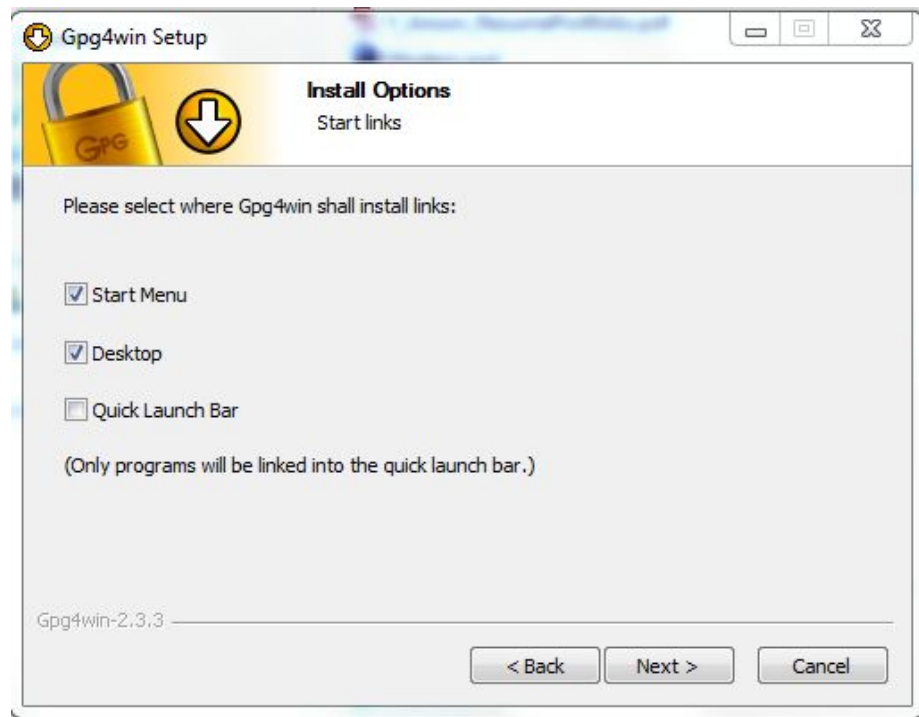 Gpg4win Setup
Install Options
Start links
GPG
Please select where Gpg4win shall install links:
Start Menu
Desktop
Quick Launch Bar
(Only programs will be linked into the quick launch bar.)
Gpg4win-2.3.3
< Back
Next >
Cancel